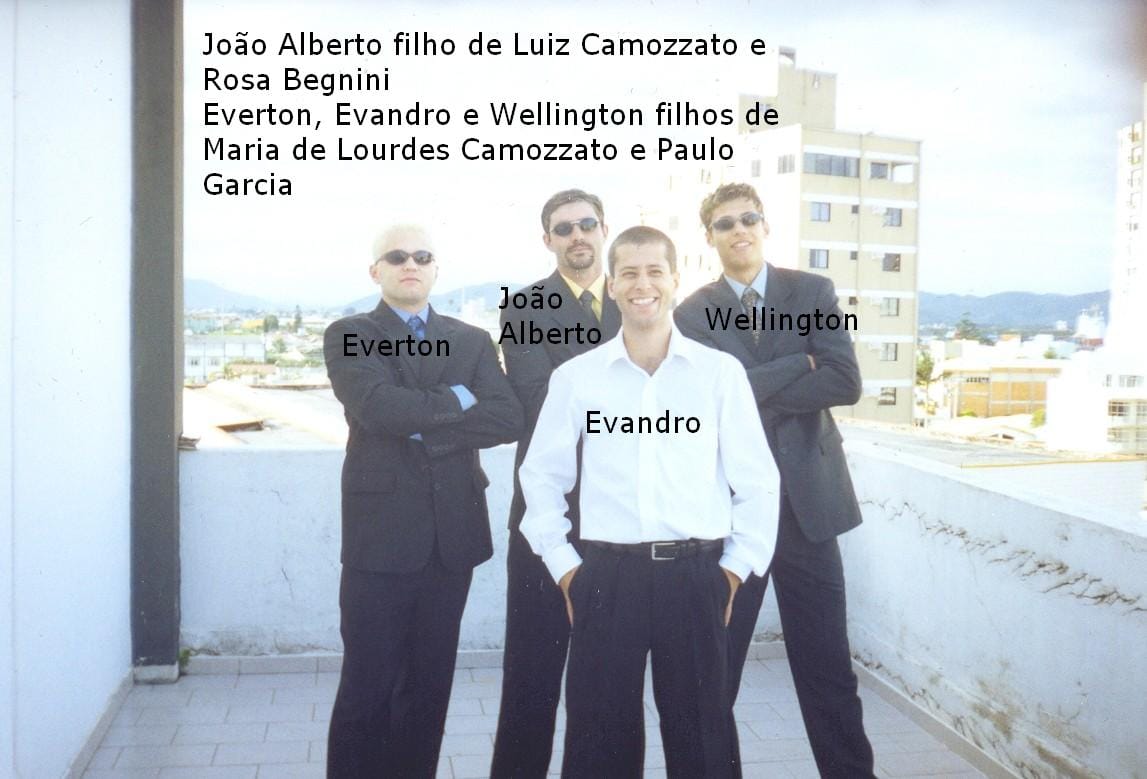 João Alberto filho de Luiz Camozzato e
Rosa Begnini
Everton, Evandro e Wellington filhos de
Maria de Lourdes Camozzato e Paulo
Garcia
João
Alberto
Wellington
Everton
Evandro